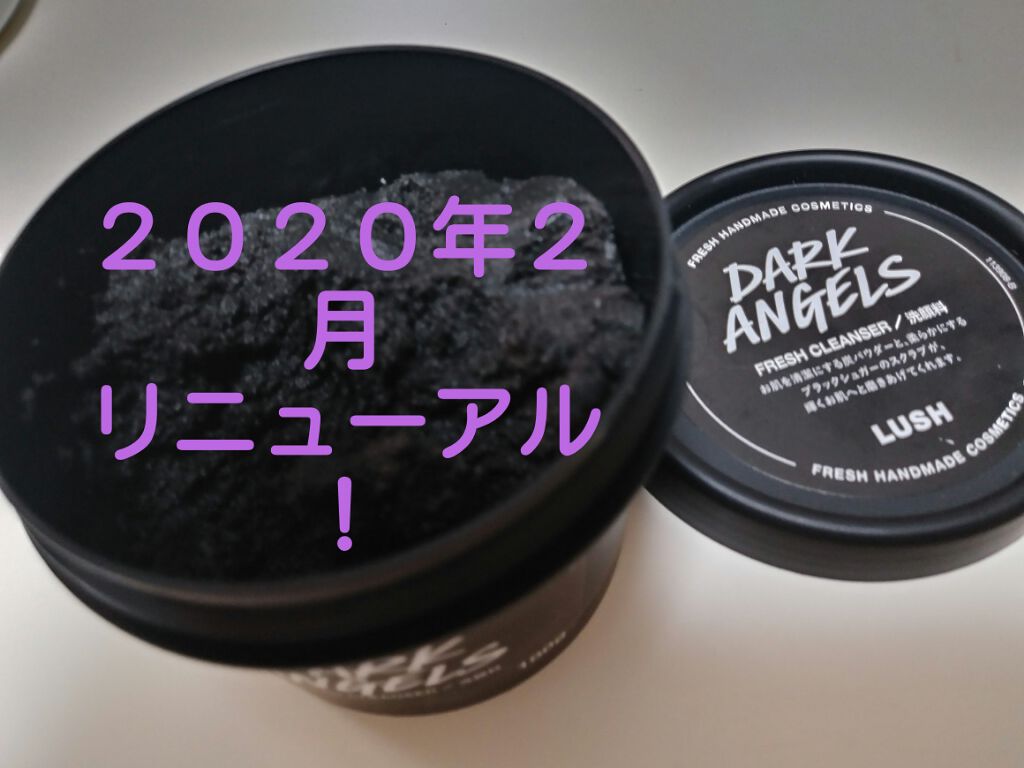 ２０２０年２
月
リニューアル
！
FRESH HANDMADE COSMETICS
DARK
ANGELS
FRESH CLEANSER / 洗顔料
お肌を清潔にする炭パウダーと、柔らかにする
ブラックシュガーのスクラブが、
輝くお肌へと磨きあげてくれます。
LUSH
FRESH HANDMADE COSMETICS
DARK
ANGELS
100g